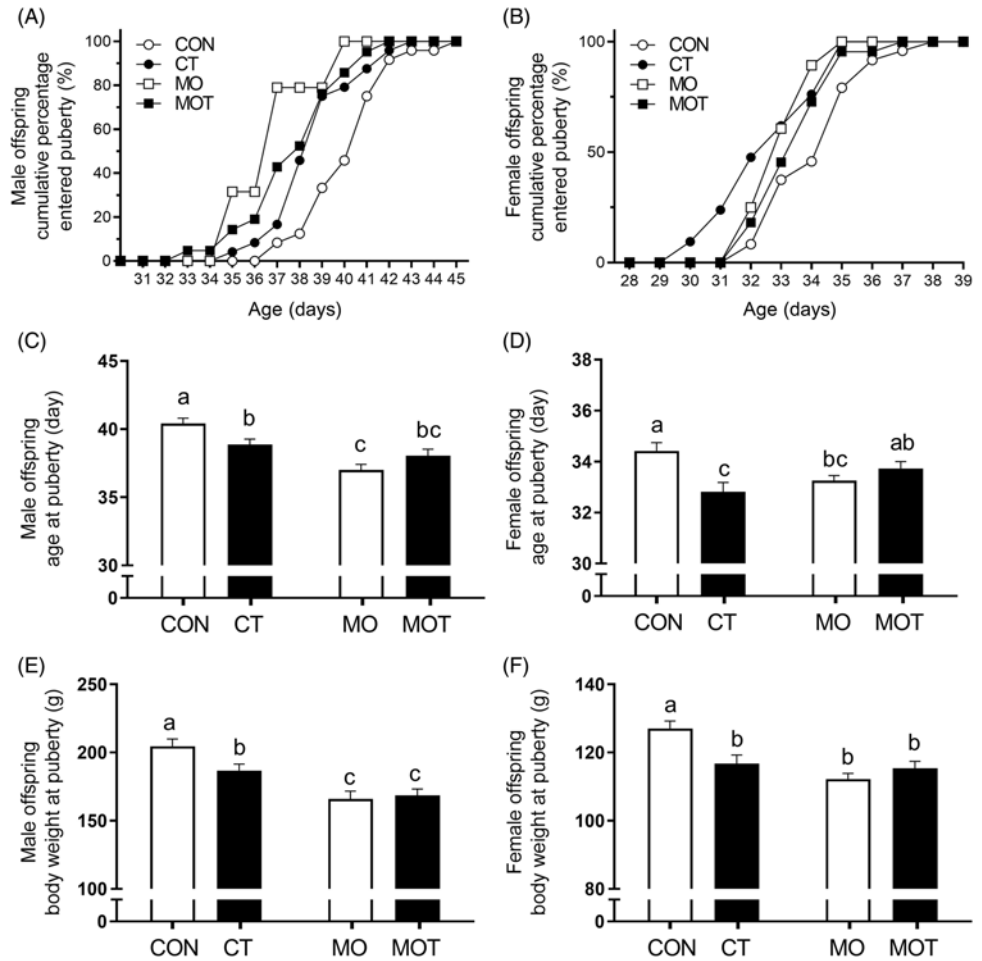 (A)
Male offspring
cumulative percentage
entered puberty (%)
100
80
60
40
20
0
CON
CT
MO
MOT
31 32 33 34 35 36 37 38 39 40 41 42 43 44 45
Age (days)
(B)
Female offspring
cumulative percentage
entered puberty (%)
100
50
0
CON
CT
MO
MOT
28 29 30 31 32 33 34 35 36 37 38 39
Age (days)
(C)
Male offspring
age at puberty (day)
45
40
35
30
0
a b c bc
CON CT MO MOT
(D)
Female offspring
age at puberty (day)
38
36
34
32
30
0
a c bc ab
CON CT MO MOT
(E)
Male offspring
body weight at puberty (g)
250
200
150
100
0
a b c c
CON CT MO MOT
(F)
Female offspring
body weight at puberty (g)
140
120
100
80
0
a b b b
CON CT MO MOT